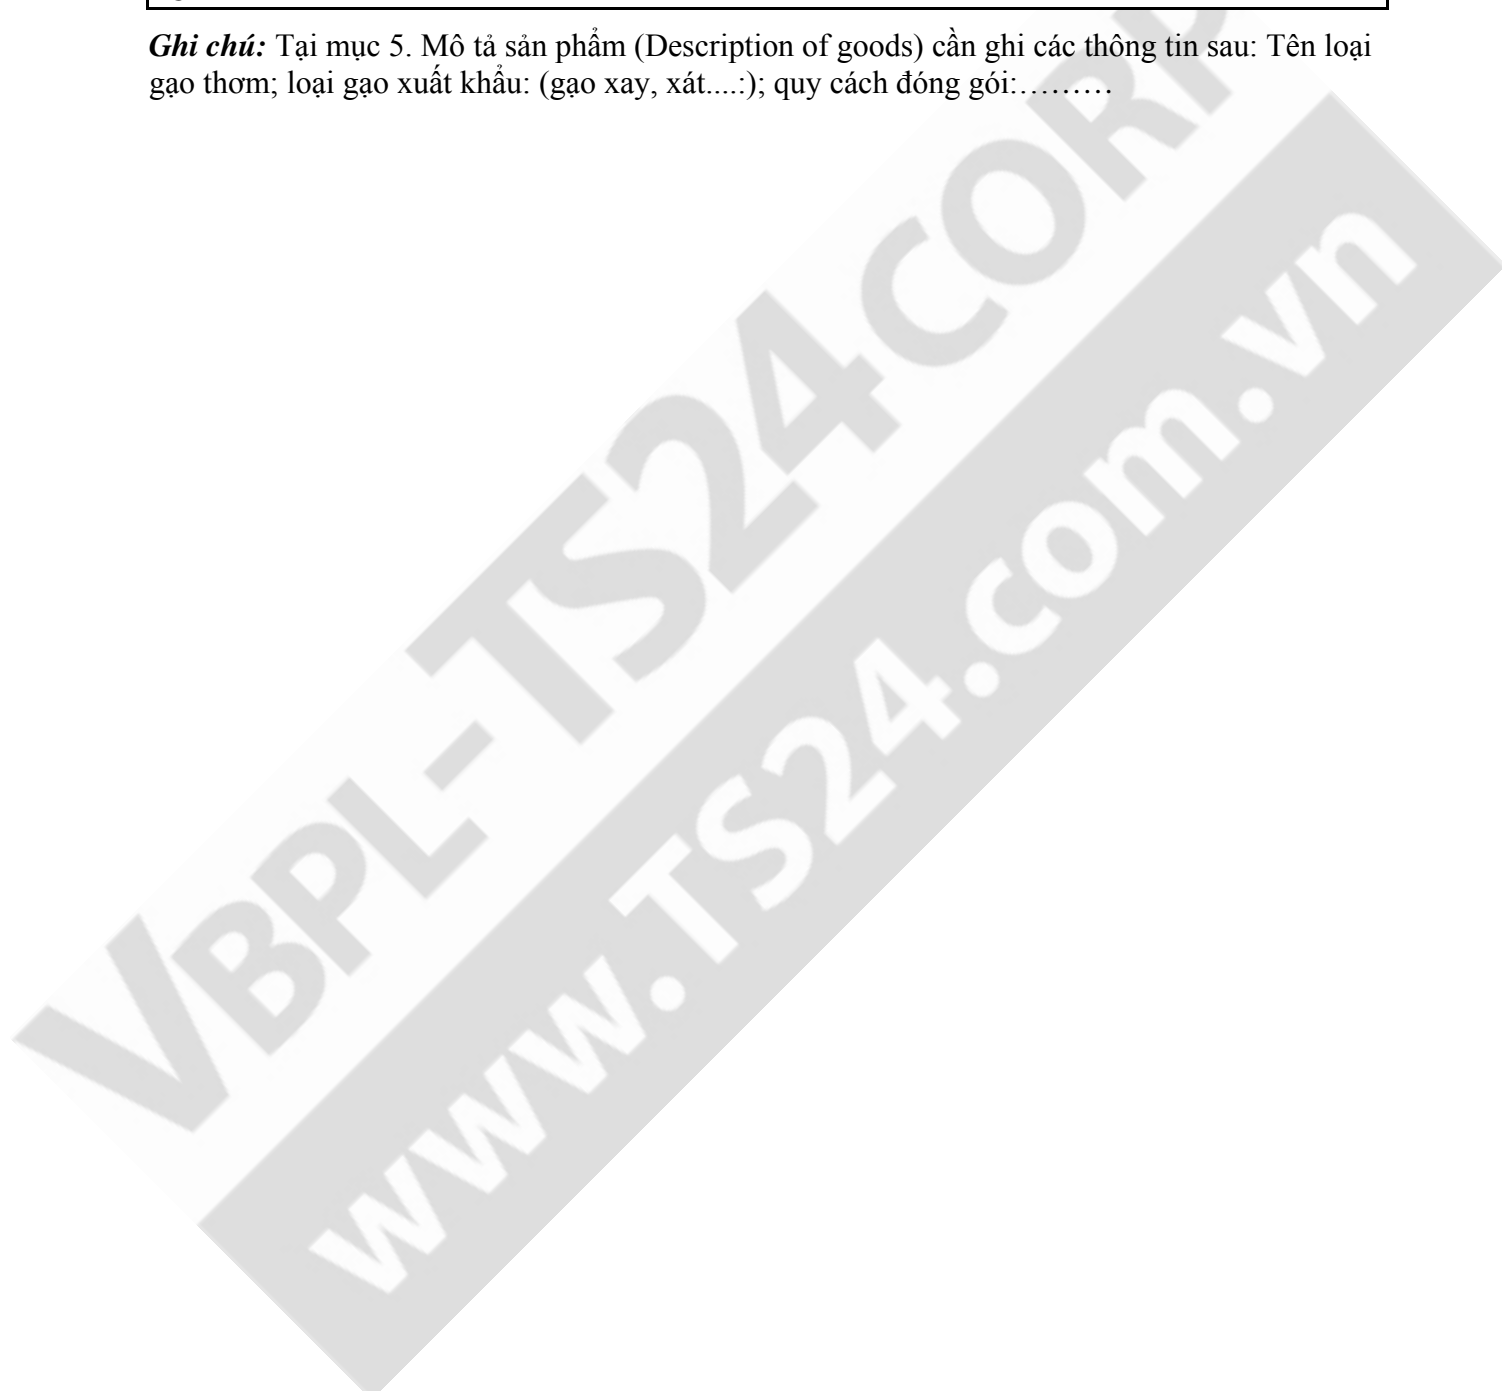 Ghi chú: Tại mục 5. Mô tả sản phẩm (Description of goods) cần ghi các thông tin sau: Tên loại
gạo thơm; loại gạo xuất khẩu: (gạo xay, xát....:); quy cách đóng gói:………
VBPL-TS24CORP
www.TS24.com.vn